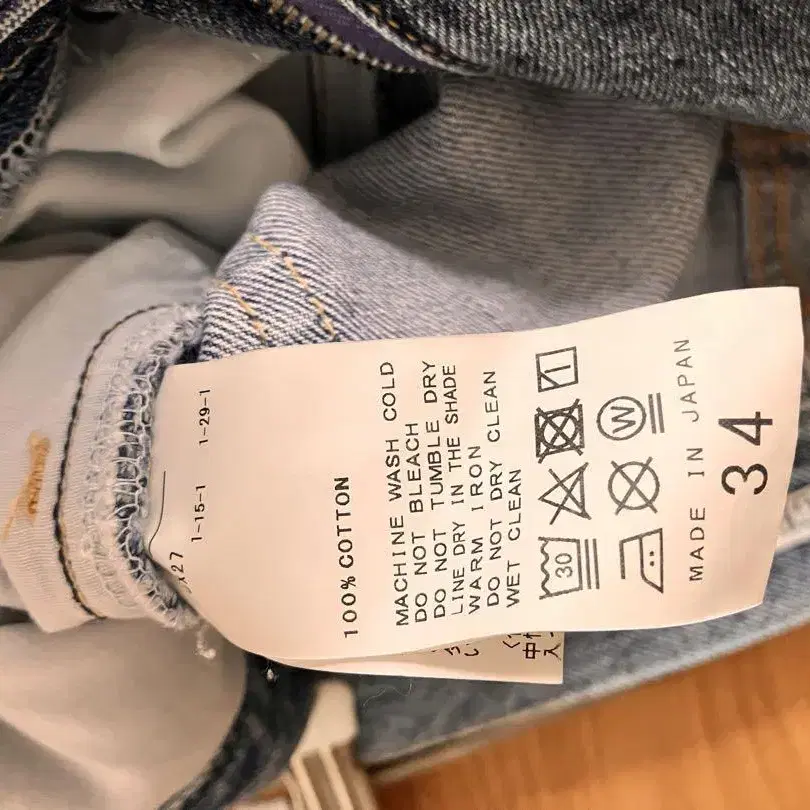 1-15-1 1-29-1
100% COTTON
MACHINE WASH COLD
DO NOT BLEACH
DO NOT TUMBLE DRY
LINE DRY IN THE SHADE
WARM IRON
DO NOT DRY CLEAN
WET CLEAN
30
W
MADE IN JAPAN
34